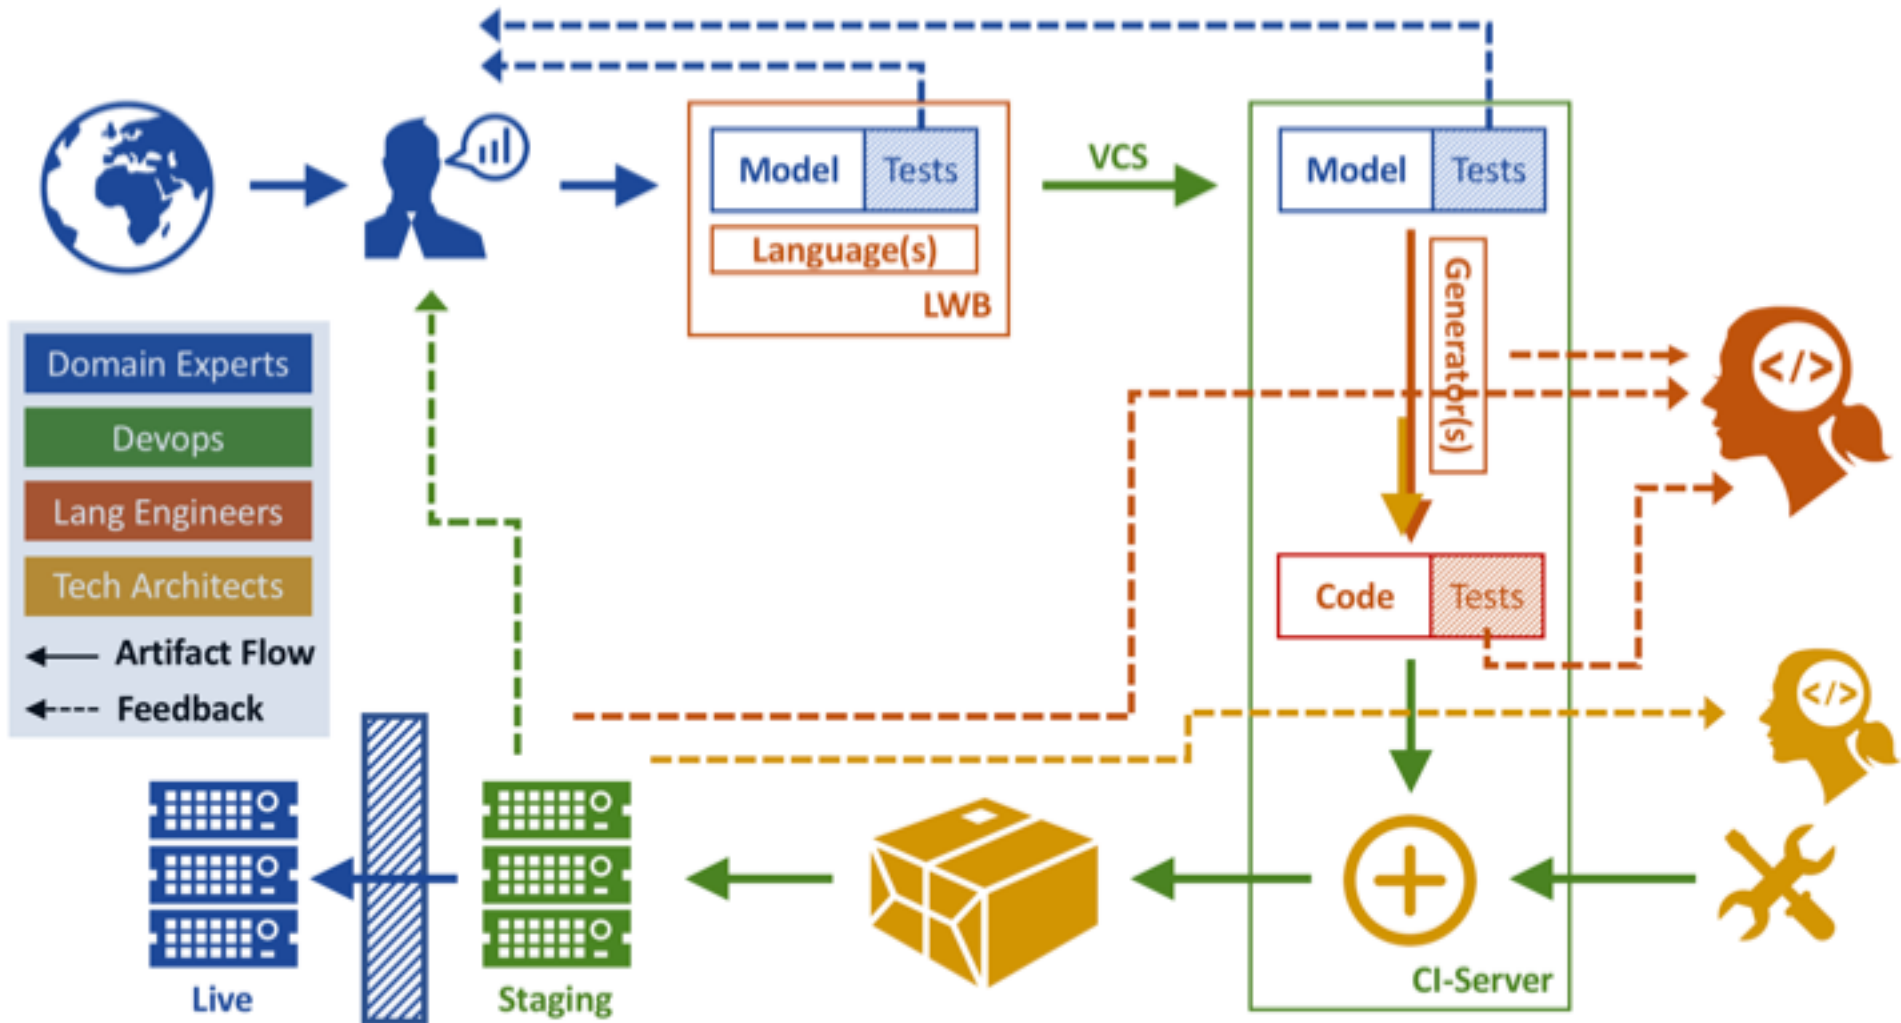 VCS
Model
Tests
Model
Tests
Language(s)
LWB
Generator(s)
</>
Domain Experts
Devops
Lang Engineers
Tech Architects
Artifact Flow
Feedback
Code
Tests
</>
Live
Staging
CI-Server